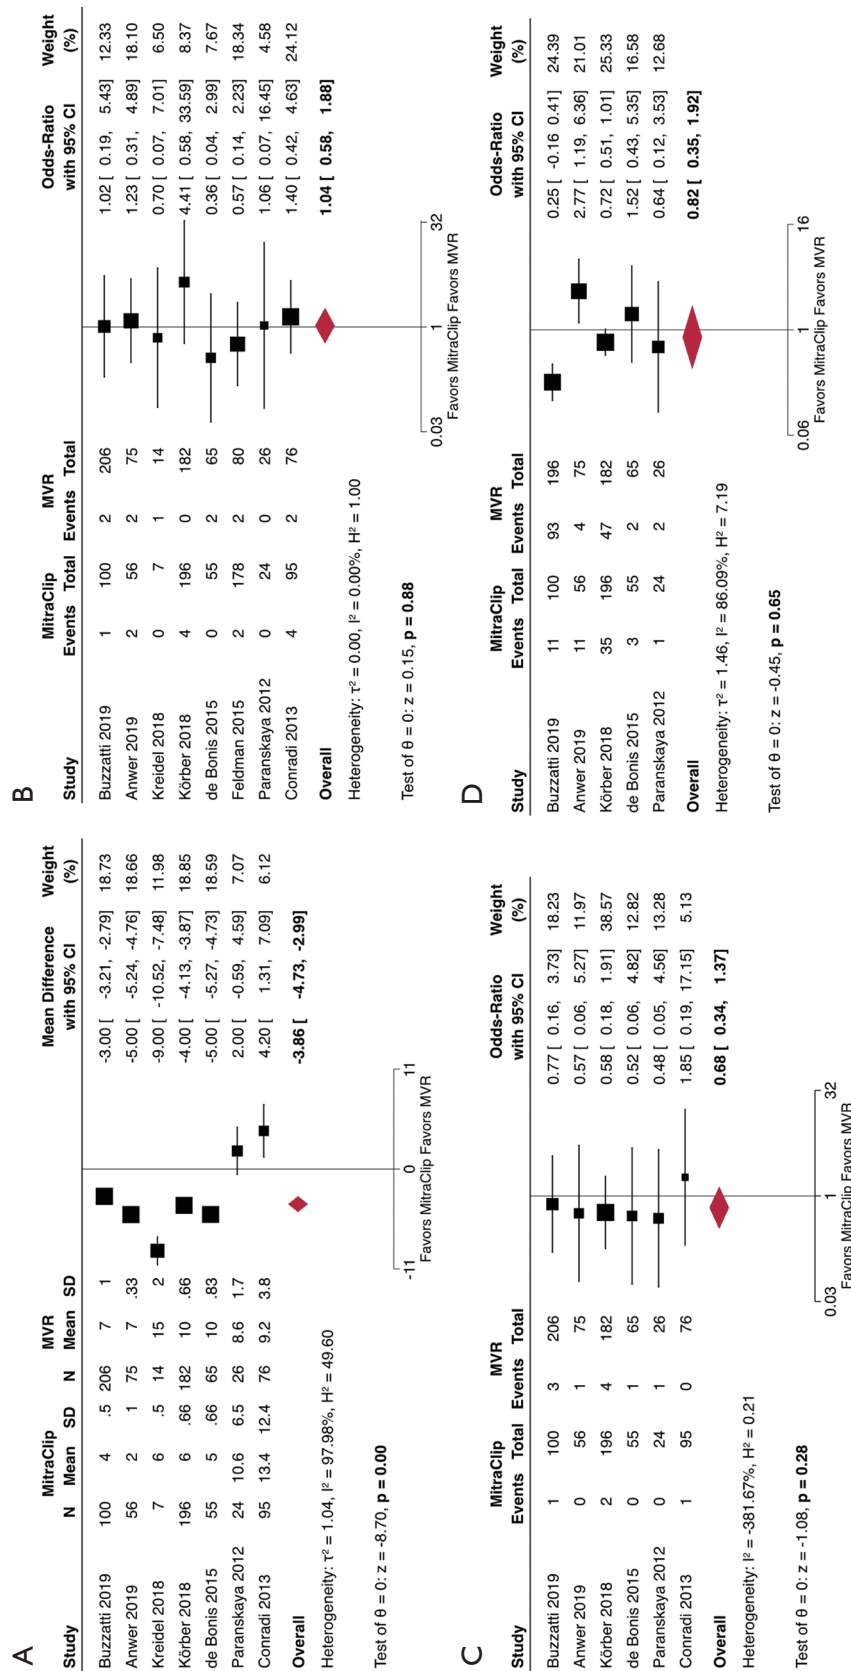 A
MitraClip MVR Mean Difference Weight
Study N Mean SD N Mean SD with 95% CI (%)
Buzzatti 2019 100 4 .5 206 7 1 -3.00 [ -3.21, -2.79] 18.73
Anwer 2019 56 2 1 75 7 .33 -5.00 [ -5.24, -4.76] 18.66
Kreidel 2018 7 6 .5 14 15 2 -9.00 [ -10.52, -7.48] 11.98
Körber 2018 196 6 .66 182 10 .66 -4.00 [ -4.13, -3.87] 18.85
de Bonis 2015 55 5 .66 65 10 .83 -5.00 [ -5.27, -4.73] 18.59
Paranskaya 2012 24 10.6 6.5 26 8.6 1.7 2.00 [ -0.59, 4.59] 7.07
Conradi 2013 95 13.4 12.4 76 9.2 3.8 4.20 [ 1.31, 7.09] 6.12
Overall -3.86 [ -4.73, -2.99]
Heterogeneity: τ² = 1.04, I² = 97.98%, H² = 49.60
Test of θ = 0: z = -8.70, p = 0.00
-11 0 11
Favors MitraClip Favors MVR
B
MitraClip MVR Odds-Ratio Weight
Study Events Total Events Total with 95% CI (%)
Buzzatti 2019 1 100 2 206 1.02 [ 0.19, 5.43] 12.33
Anwer 2019 2 56 2 75 1.23 [ 0.31, 4.89] 18.10
Kreidel 2018 0 7 1 14 0.70 [ 0.07, 7.01] 6.50
Körber 2018 4 196 0 182 4.41 [ 0.58, 33.59] 8.37
de Bonis 2015 0 55 2 65 0.36 [ 0.04, 2.99] 7.67
Feldman 2015 2 178 2 80 0.57 [ 0.14, 2.23] 18.34
Paranskaya 2012 0 24 0 26 1.06 [ 0.07, 16.45] 4.58
Conradi 2013 4 95 2 76 1.40 [ 0.42, 4.63] 24.12
Overall 1.04 [ 0.58, 1.88]
Heterogeneity: τ² = 0.00, I² = 0.00%, H² = 1.00
Test of θ = 0: z = 0.15, p = 0.88
0.03 1 32
Favors MitraClip Favors MVR
C
MitraClip MVR Odds-Ratio Weight
Study Events Total Events Total with 95% CI (%)
Buzzatti 2019 1 100 3 206 0.77 [ 0.16, 3.73] 18.23
Anwer 2019 0 56 1 75 0.57 [ 0.06, 5.27] 11.97
Körber 2018 2 196 4 182 0.58 [ 0.18, 1.91] 38.57
de Bonis 2015 0 55 1 65 0.52 [ 0.06, 4.82] 12.82
Paranskaya 2012 0 24 1 26 0.48 [ 0.05, 4.56] 13.28
Conradi 2013 1 95 0 76 1.85 [ 0.19, 17.15] 5.13
Overall 0.68 [ 0.34, 1.37]
Heterogeneity: I² = -381.67%, H² = 0.21
Test of θ = 0: z = -1.08, p = 0.28
0.03 1 32
Favors MitraClip Favors MVR
D
MitraClip MVR Odds-Ratio Weight
Study Events Total Events Total with 95% CI (%)
Buzzatti 2019 11 100 93 196 0.25 [ -0.16 0.41] 24.39
Anwer 2019 11 56 4 75 2.77 [ 1.19, 6.36] 21.01
Körber 2018 35 196 47 182 0.72 [ 0.51, 1.01] 25.33
de Bonis 2015 3 55 2 65 1.52 [ 0.43, 5.35] 16.58
Paranskaya 2012 1 24 2 26 0.64 [ 0.12, 3.53] 12.68
Overall 0.82 [ 0.35, 1.92]
Heterogeneity: τ² = 1.46, I² = 86.09%, H² = 7.19
Test of θ = 0: z = -0.45, p = 0.65
0.06 1 16
Favors MitraClip Favors MVR